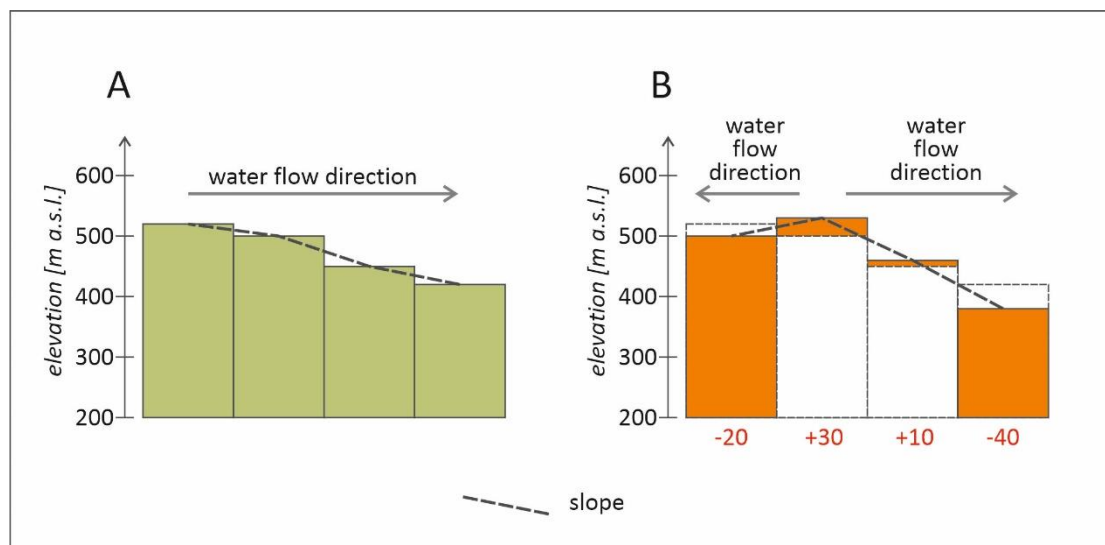 A
water flow direction
elevation [m a.s.l.]
600
500
400
300
200
B
water
flow
direction
water
flow
direction
elevation [m a.s.l.]
600
500
400
300
200
-20
+30
+10
-40
slope